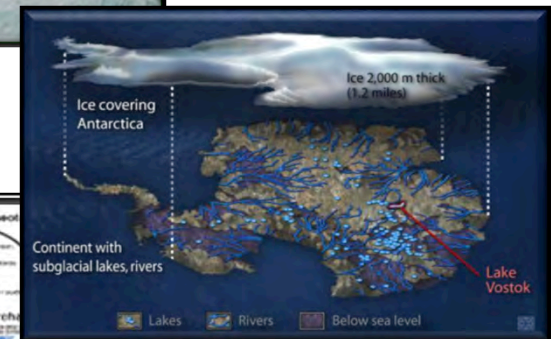 Ice 2,000 m thick
(1.2 miles)
Ice covering
Antarctica
Continent with
subglacial lakes, rivers
Lake
Vostok
Lakes
Rivers
Below sea level